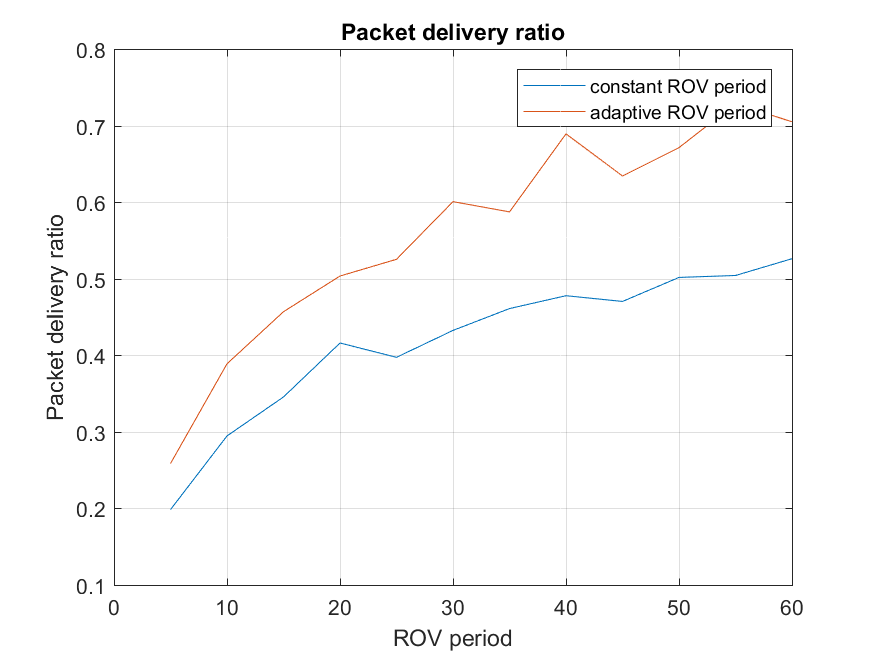 Packet delivery ratio
constant ROV period
adaptive ROV period
0.8
0.7
0.6
0.5
0.4
0.3
0.2
0.1
Packet delivery ratio
0 10 20 30 40 50 60
ROV period